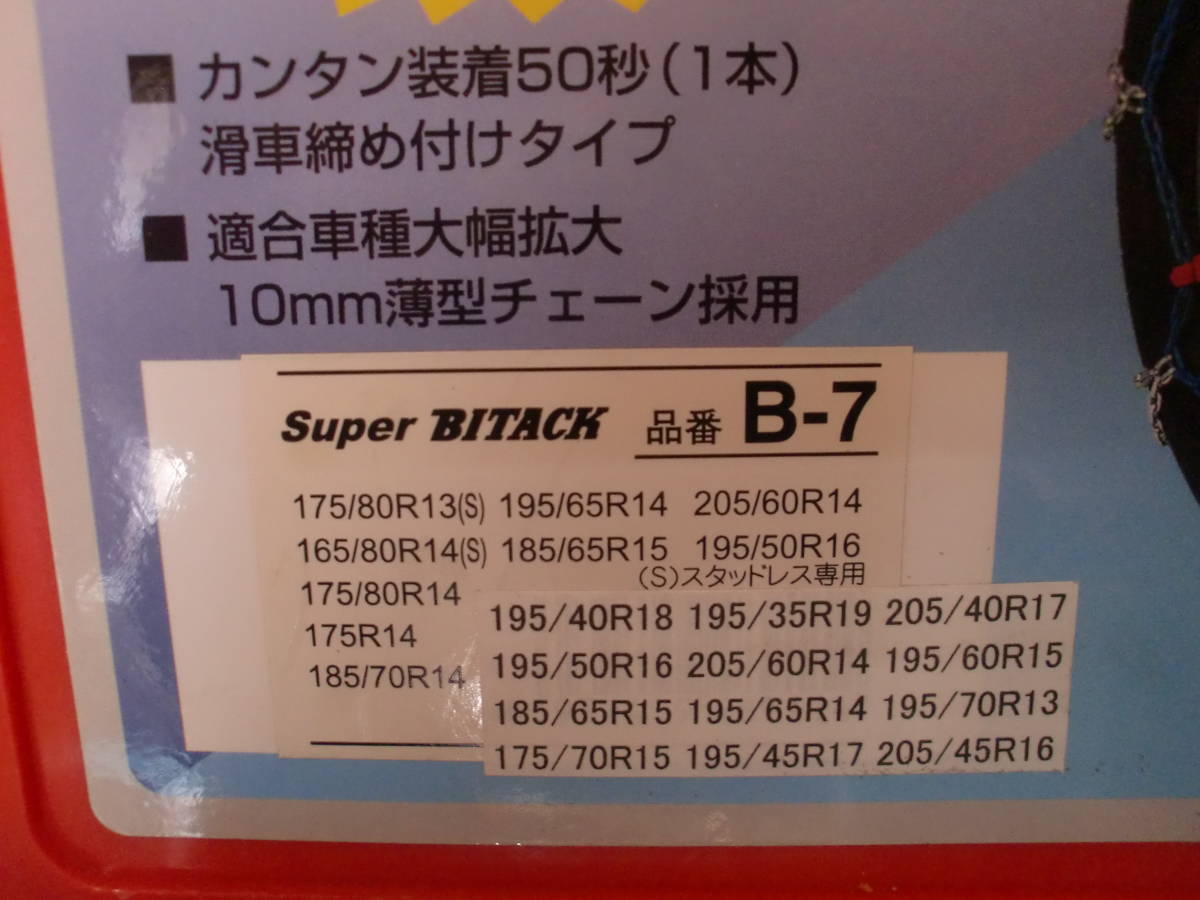 ■ カンタン装着50秒(1本)
滑車締め付けタイプ
■ 適合車種大幅拡大
10mm薄型チェーン採用
Super BITACK 品番 B-7
175/80R13(S) 195/65R14 205/60R14
165/80R14(S) 185/65R15 195/50R16
(S)スタッドレス専用
175/80R14
175R14
185/70R14
195/40R18 195/35R19 205/40R17
195/50R16 205/60R14 195/60R15
185/65R15 195/65R14 195/70R13
175/70R15 195/45R17 205/45R16